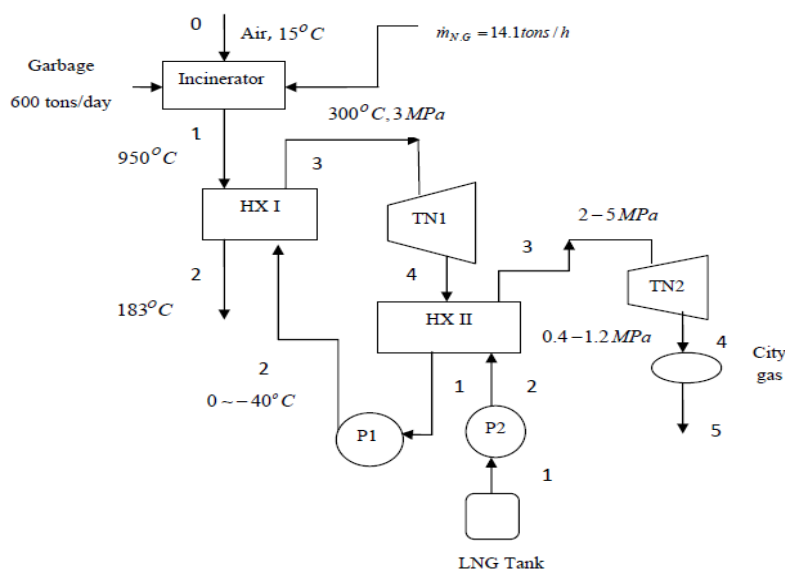 0
Air, 15°C
ṁ_N.G = 14.1tons / h
Garbage
600 tons/day
Incinerator
1
950°C
300°C, 3 MPa
3
HX I
TN1
2 – 5 MPa
3
2
183°C
4
HX II
TN2
0.4 – 1.2 MPa
4
City
gas
2
0 ~ –40°C
1
2
P1
P2
5
1
LNG Tank